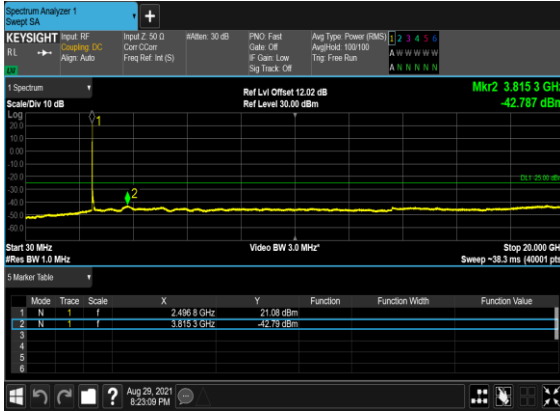 Spectrum Analyzer 1
Swept SA
+
KEYSIGHT Input: RF Input Z: 50 Ω #Atten: 30 dB PNO: Fast Avg Type: Power (RMS) 1 2 3 4 5 6
RL Coupling: DC Corr CCorr Gate: Off Avg|Hold: 100/100 A W W W W W
Align: Auto Freq Ref: Int (S) IF Gain: Low Trig: Free Run
Sig Track: Off A N N N N N
1 Spectrum Ref Lvl Offset 12.02 dB Mkr2 3.815 3 GHz
Scale/Div 10 dB Ref Level 30.00 dBm -42.787 dBm
Log
20.0
10.0
0.00
-10.0
-20.0
-30.0
-40.0
-50.0
-60.0
1
2
DL1 -25.00 dBm
Start 30 MHz Video BW 3.0 MHz* Stop 20.000 GH
#Res BW 1.0 MHz Sweep ~38.3 ms (40001 pts
5 Marker Table
Mode Trace Scale X Y Function Function Width Function Value
1 N 1 f 2.496 8 GHz 21.08 dBm
2 N 1 f 3.815 3 GHz -42.79 dBm
3
4
5
6
? Aug 29, 2021
8:23:09 PM